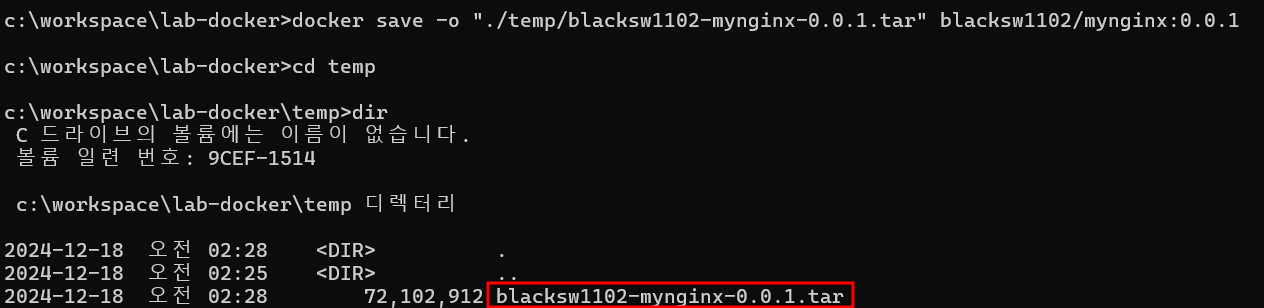 c:\workspace\lab-docker>docker save -o "./temp/blacksw1102-mynginx-0.0.1.tar" blacksw1102/mynginx:0.0.1
c:\workspace\lab-docker>cd temp
c:\workspace\lab-docker\temp>dir
C 드라이브의 볼륨에는 이름이 없습니다.
볼륨 일련 번호: 9CEF-1514
c:\workspace\lab-docker\temp 디렉터리
2024-12-18  오전 02:28    <DIR>          .
2024-12-18  오전 02:25    <DIR>          ..
2024-12-18  오전 02:28        72,102,912 blacksw1102-mynginx-0.0.1.tar